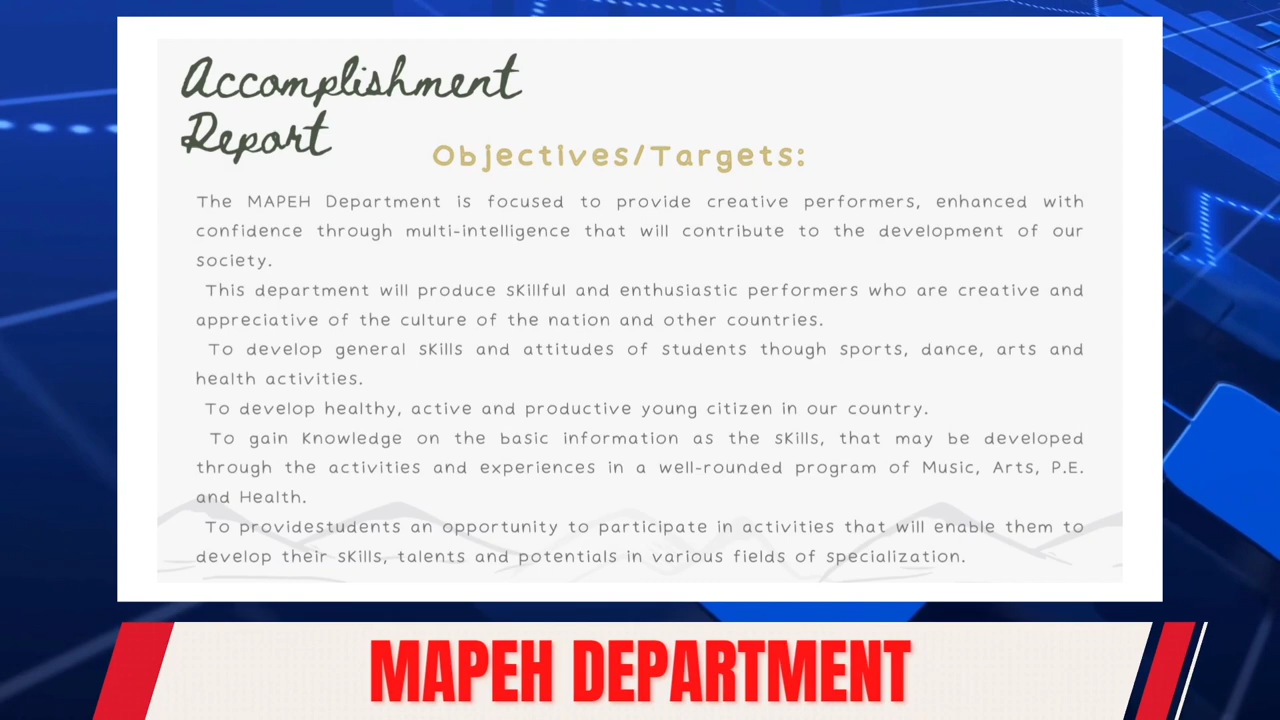 Accomplishment
Report
Objectives/Targets:
The MAPEH Department is focused to provide creative performers, enhanced with
confidence through multi-intelligence that will contribute to the development of our
society.
This department will produce skillful and enthusiastic performers who are creative and
appreciative of the culture of the nation and other countries.
To develop general skills and attitudes of students though sports, dance, arts and
health activities.
To develop healthy, active and productive young citizen in our country.
To gain Knowledge on the basic information as the skills, that may be developed
through the activities and experiences in a well-rounded program of Music, Arts, P.E.
and Health.
To providestudents an opportunity to participate in activities that will enable them to
develop their skills, talents and potentials in various fields of specialization.
MAPEH DEPARTMENT